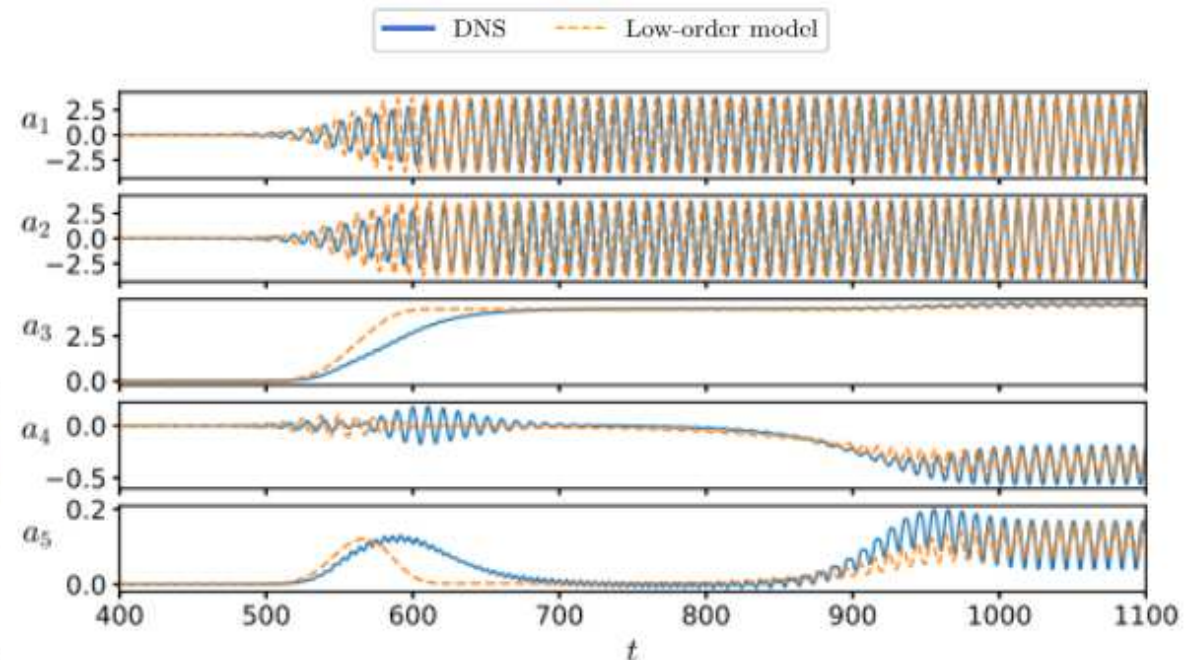 DNS Low-order model
a₁ 2.5 0.0 −2.5
a₂ 2.5 0.0 −2.5
a₃ 2.5 0.0
a₄ 0.0 −0.5
a₅ 0.2 0.0
400 500 600 700 800 900 1000 1100
t